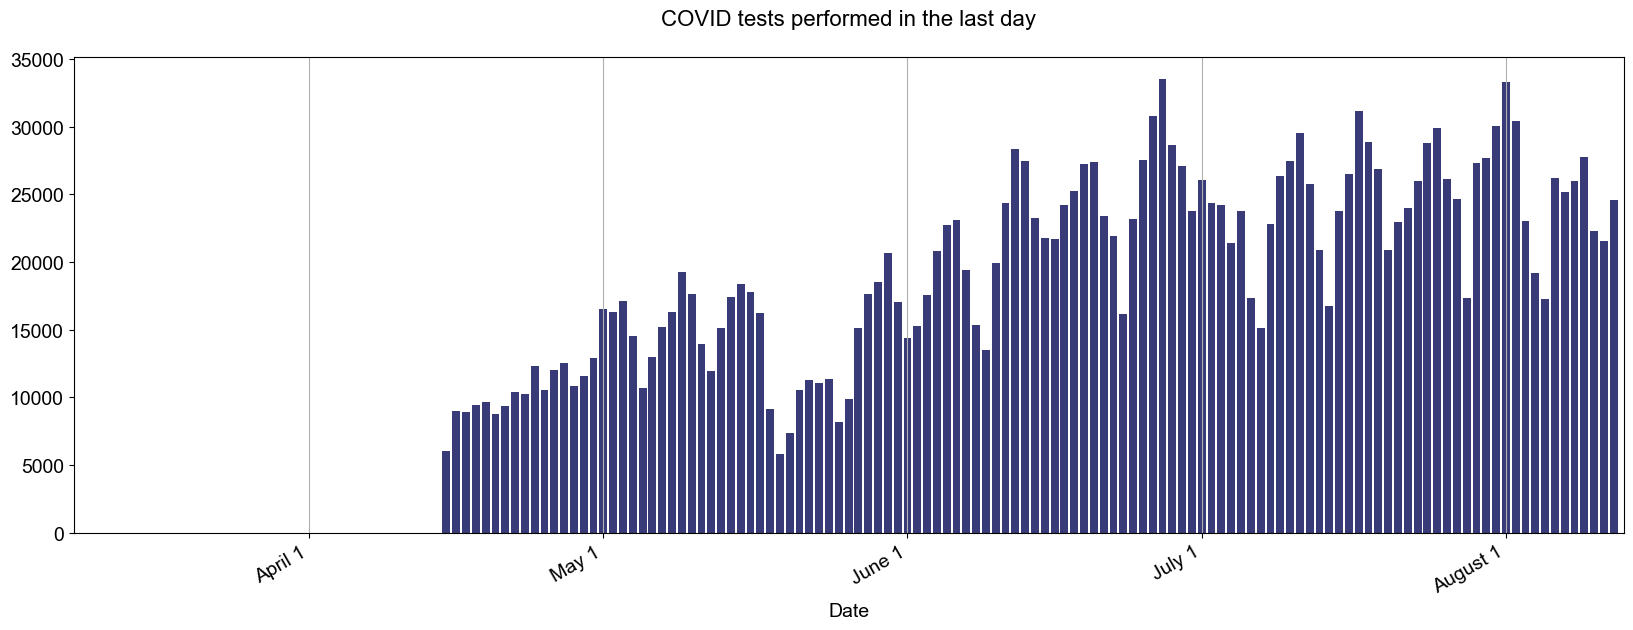 COVID tests performed in the last day
35000
30000
25000
20000
15000
10000
5000
0
April 1
May 1
June 1
July 1
August 1
Date